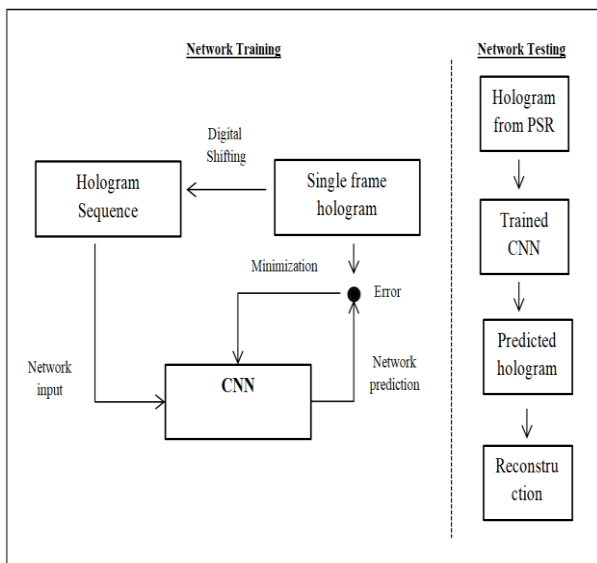 Network Training
Digital
Shifting
Hologram
Sequence
Single frame
hologram
Minimization
Error
Network
input
CNN
Network
prediction
Network Testing
Hologram
from PSR
Trained
CNN
Predicted
hologram
Reconstru
ction